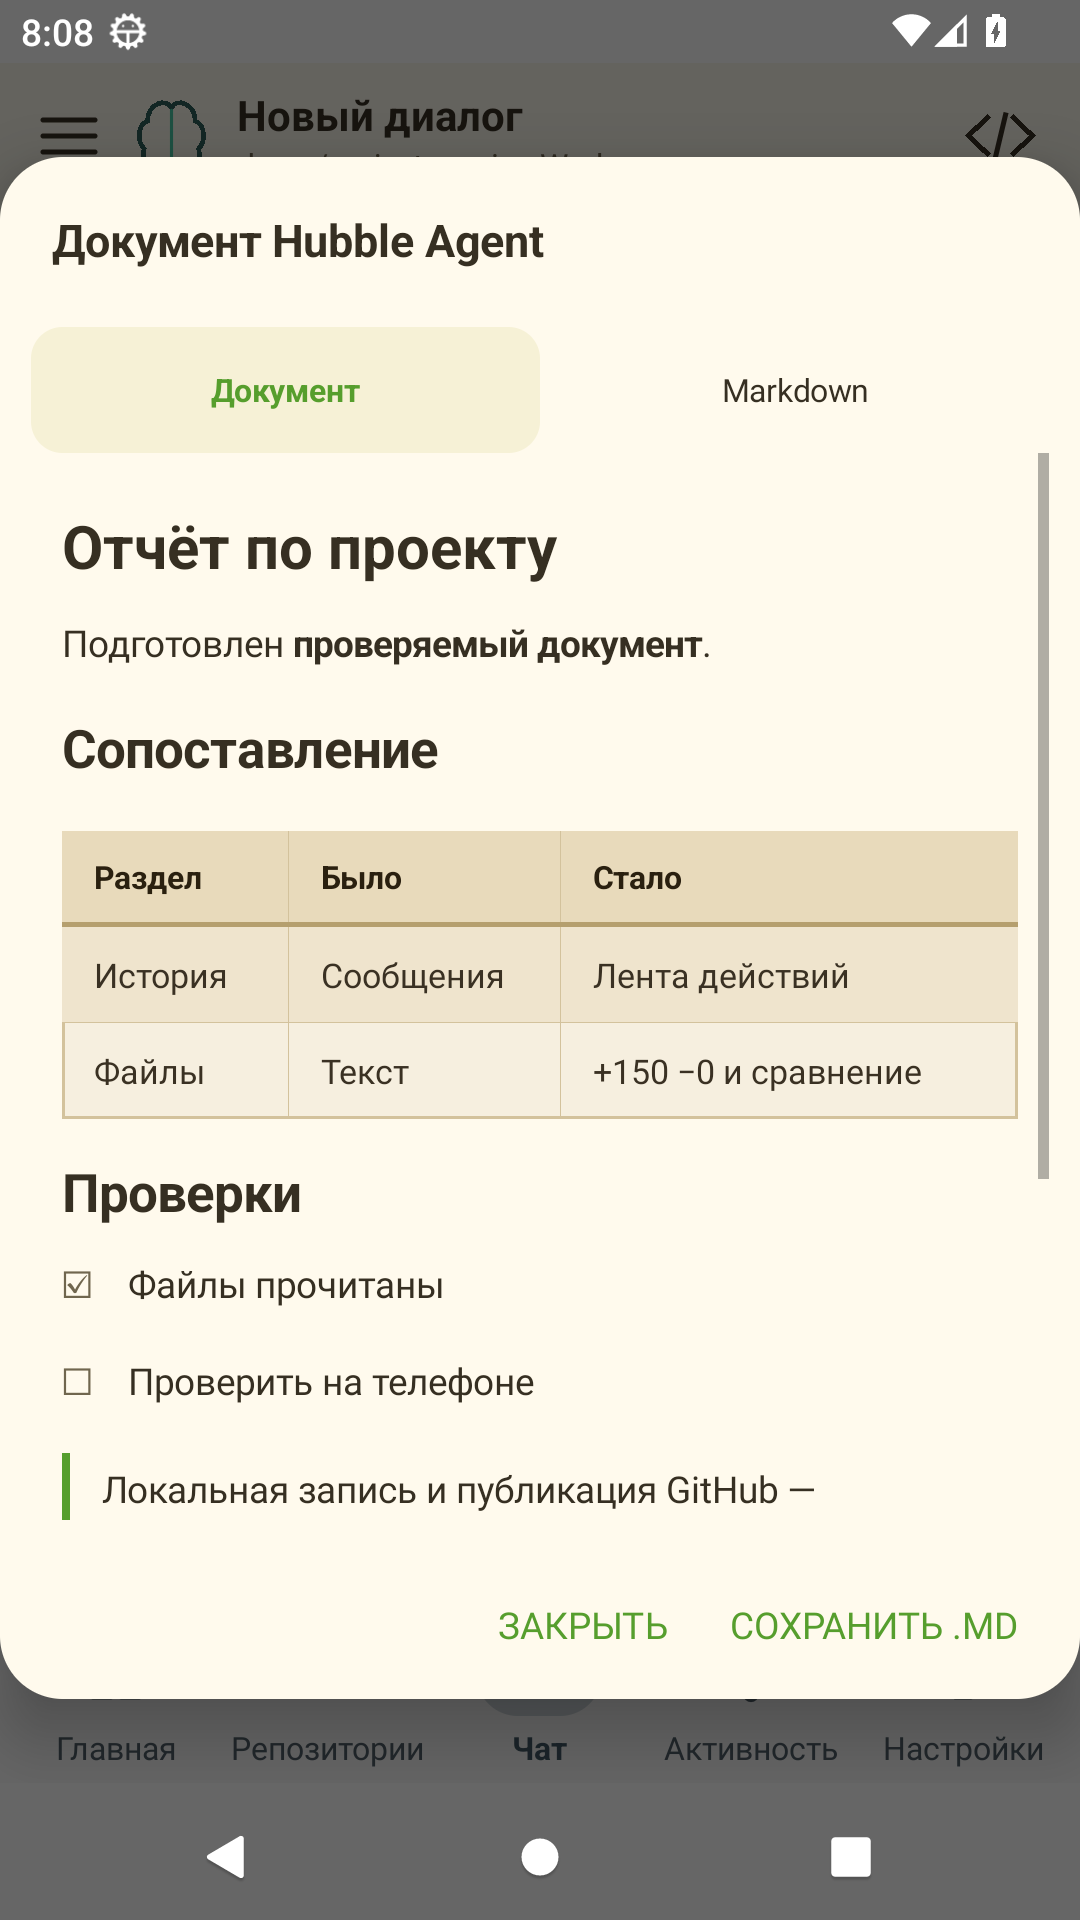 8:08
Новый диалог
Документ Hubble Agent
Документ
Markdown
Отчёт по проекту
Подготовлен проверяемый документ.
Сопоставление
Раздел Было Стало
История Сообщения Лента действий
Файлы Текст +150 −0 и сравнение
Проверки
☑ Файлы прочитаны
☐ Проверить на телефоне
Локальная запись и публикация GitHub —
ЗАКРЫТЬ СОХРАНИТЬ .MD
Главная Репозитории Чат Активность Настройки